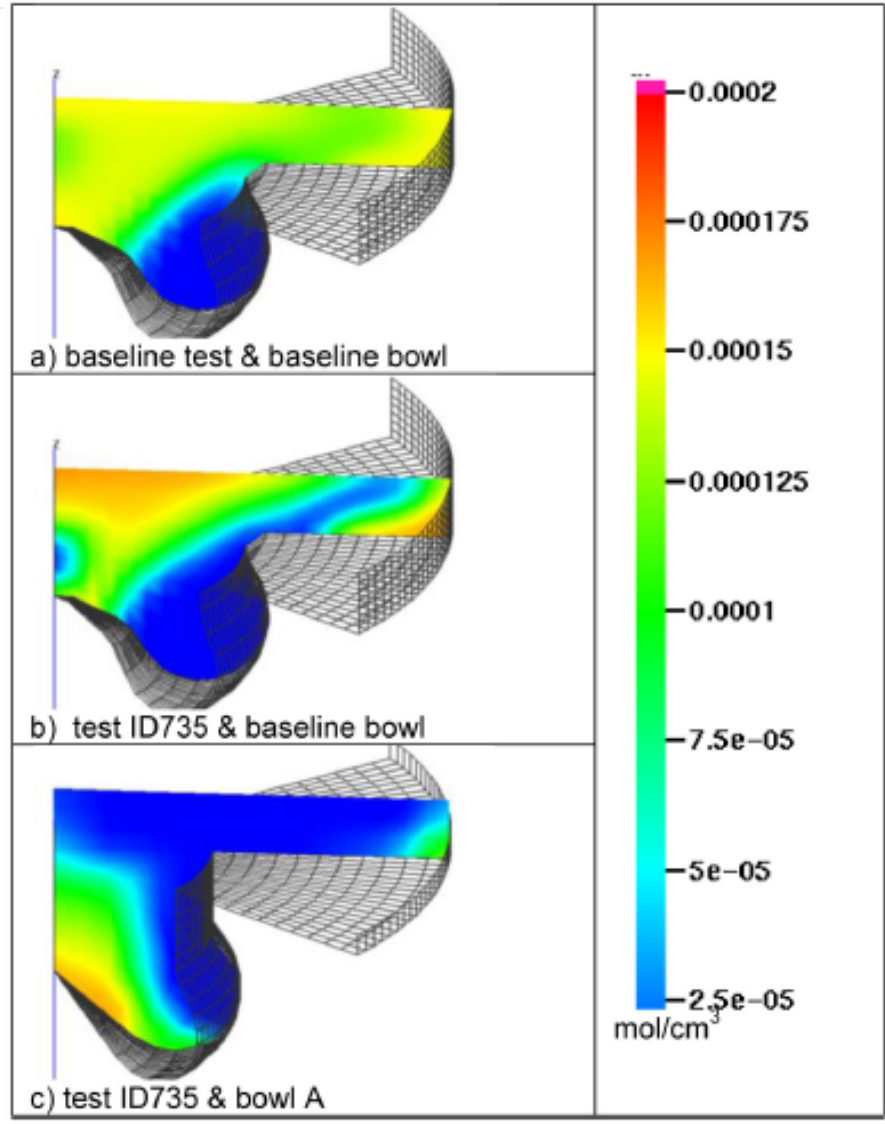 z
a) baseline test & baseline bowl
z
b) test ID735 & baseline bowl
c) test ID735 & bowl A
0.0002
0.000175
0.00015
0.000125
0.0001
7.5e-05
5e-05
2.5e-05
mol/cm³